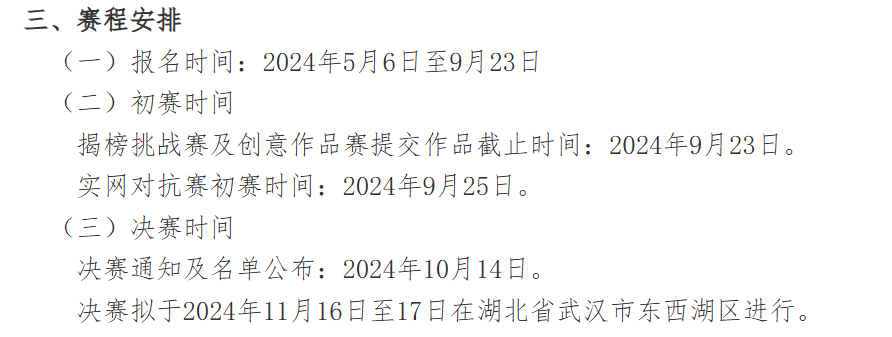 三、赛程安排
（一）报名时间：2024年5月6日至9月23日
（二）初赛时间
揭榜挑战赛及创意作品赛提交作品截止时间：2024年9月23日。
实网对抗赛初赛时间：2024年9月25日。
（三）决赛时间
决赛通知及名单公布：2024年10月14日。
决赛拟于2024年11月16日至17日在湖北省武汉市东西湖区进行。